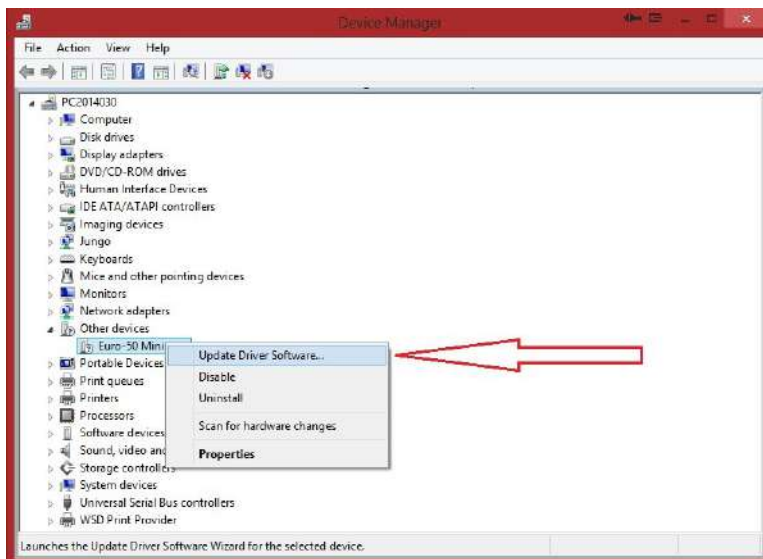 Device Manager
File Action View Help
PC2014030
Computer
Disk drives
Display adapters
DVD/CD-ROM drives
Human Interface Devices
IDE ATA/ATAPI controllers
Imaging devices
Jungo
Keyboards
Mice and other pointing devices
Monitors
Network adapters
Other devices
Euro-50 Mini
Update Driver Software...
Portable Devices
Disable
Print queues
Uninstall
Printers
Processors
Scan for hardware changes
Software devices
Sound, video and
Properties
Storage controllers
System devices
Universal Serial Bus controllers
WSD Print Provider
Launches the Update Driver Software Wizard for the selected device.